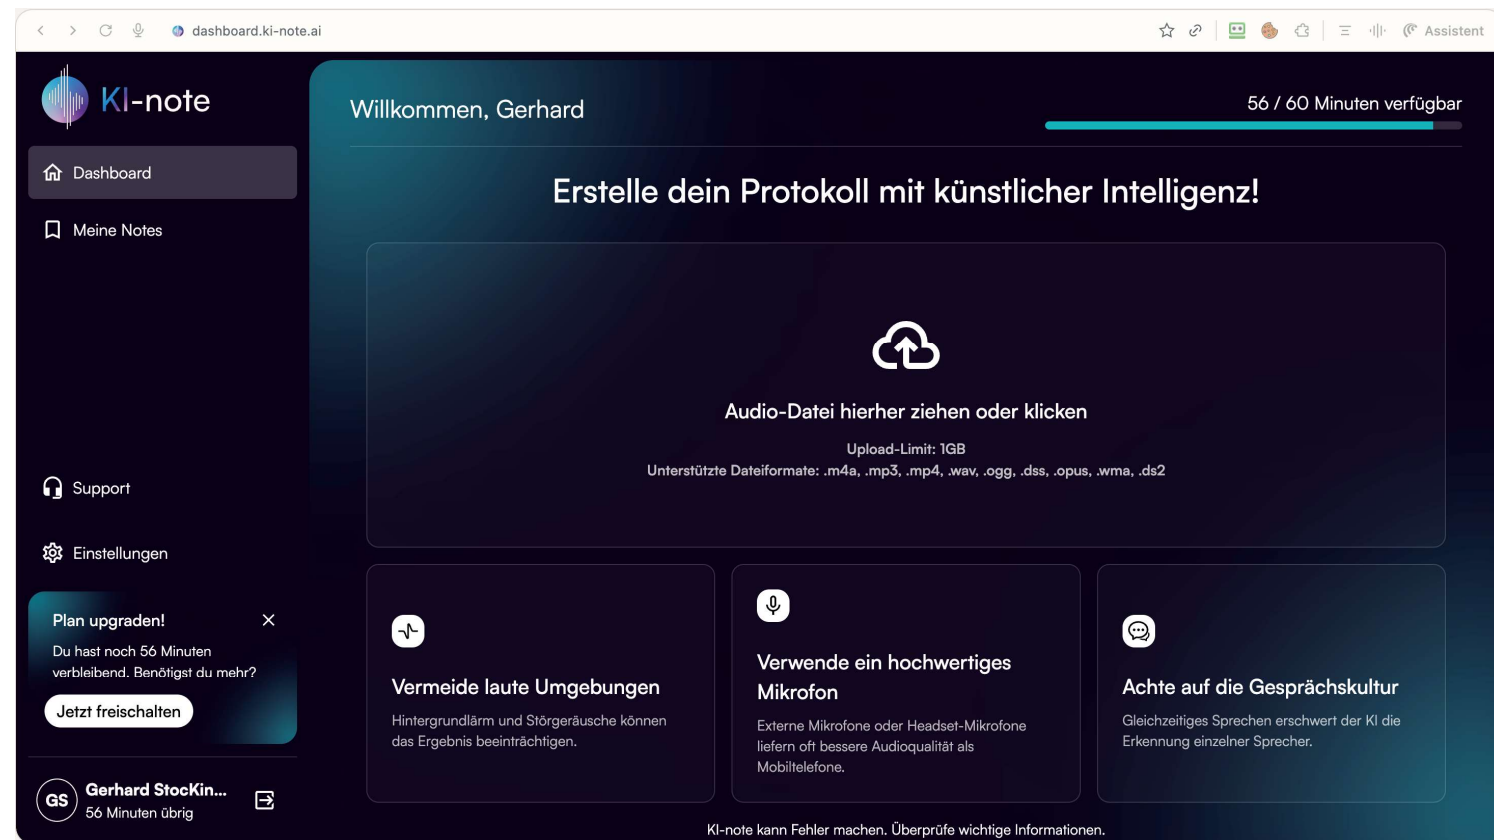 dashboard.ki-note.ai
Assistent
KI-note
Dashboard
Meine Notes
Support
Einstellungen
Plan upgraden!
Du hast noch 56 Minuten
verbleibend. Benötigst du mehr?
Jetzt freischalten
GS
Gerhard StocKin...
56 Minuten übrig
Willkommen, Gerhard
56 / 60 Minuten verfügbar
Erstelle dein Protokoll mit künstlicher Intelligenz!
Audio-Datei hierher ziehen oder klicken
Upload-Limit: 1GB
Unterstützte Dateiformate: .m4a, .mp3, .mp4, .wav, .ogg, .dss, .opus, .wma, .ds2
Vermeide laute Umgebungen
Hintergrundlärm und Störgeräusche können
das Ergebnis beeinträchtigen.
Verwende ein hochwertiges
Mikrofon
Externe Mikrofone oder Headset-Mikrofone
liefern oft bessere Audioqualität als
Mobiltelefone.
Achte auf die Gesprächskultur
Gleichzeitiges Sprechen erschwert der KI die
Erkennung einzelner Sprecher.
KI-note kann Fehler machen. Überprüfe wichtige Informationen.